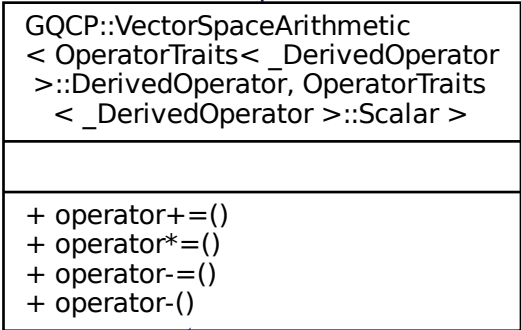 GQCP::VectorSpaceArithmetic
< OperatorTraits< _DerivedOperator
>::DerivedOperator, OperatorTraits
< _DerivedOperator >::Scalar >
+ operator+=()
+ operator*=()
+ operator-=()
+ operator-()